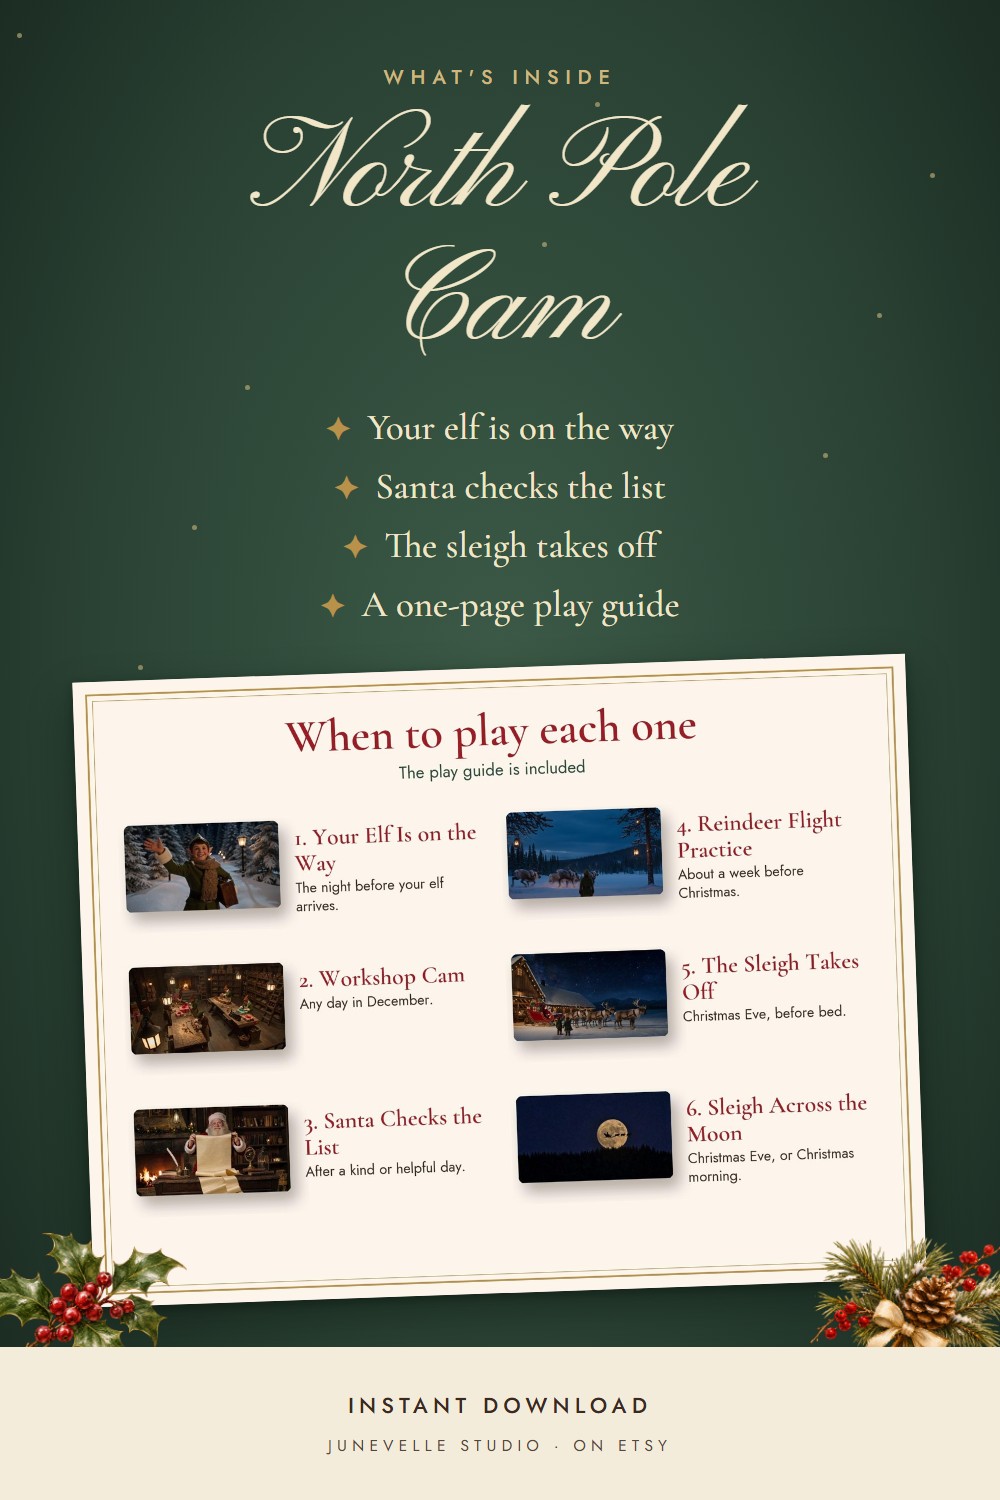 WHAT'S INSIDE
North Pole
Cam
Your elf is on the way
Santa checks the list
The sleigh takes off
A one-page play guide
When to play each one
The play guide is included
1. Your Elf Is on the
Way
The night before your elf
arrives.
2. Workshop Cam
Any day in December.
3. Santa Checks the
List
After a kind or helpful day.
4. Reindeer Flight
Practice
About a week before
Christmas.
5. The Sleigh Takes
Off
Christmas Eve, before bed.
6. Sleigh Across the
Moon
Christmas Eve, or Christmas
morning.
INSTANT DOWNLOAD
JUNEVELLE STUDIO · ON ETSY